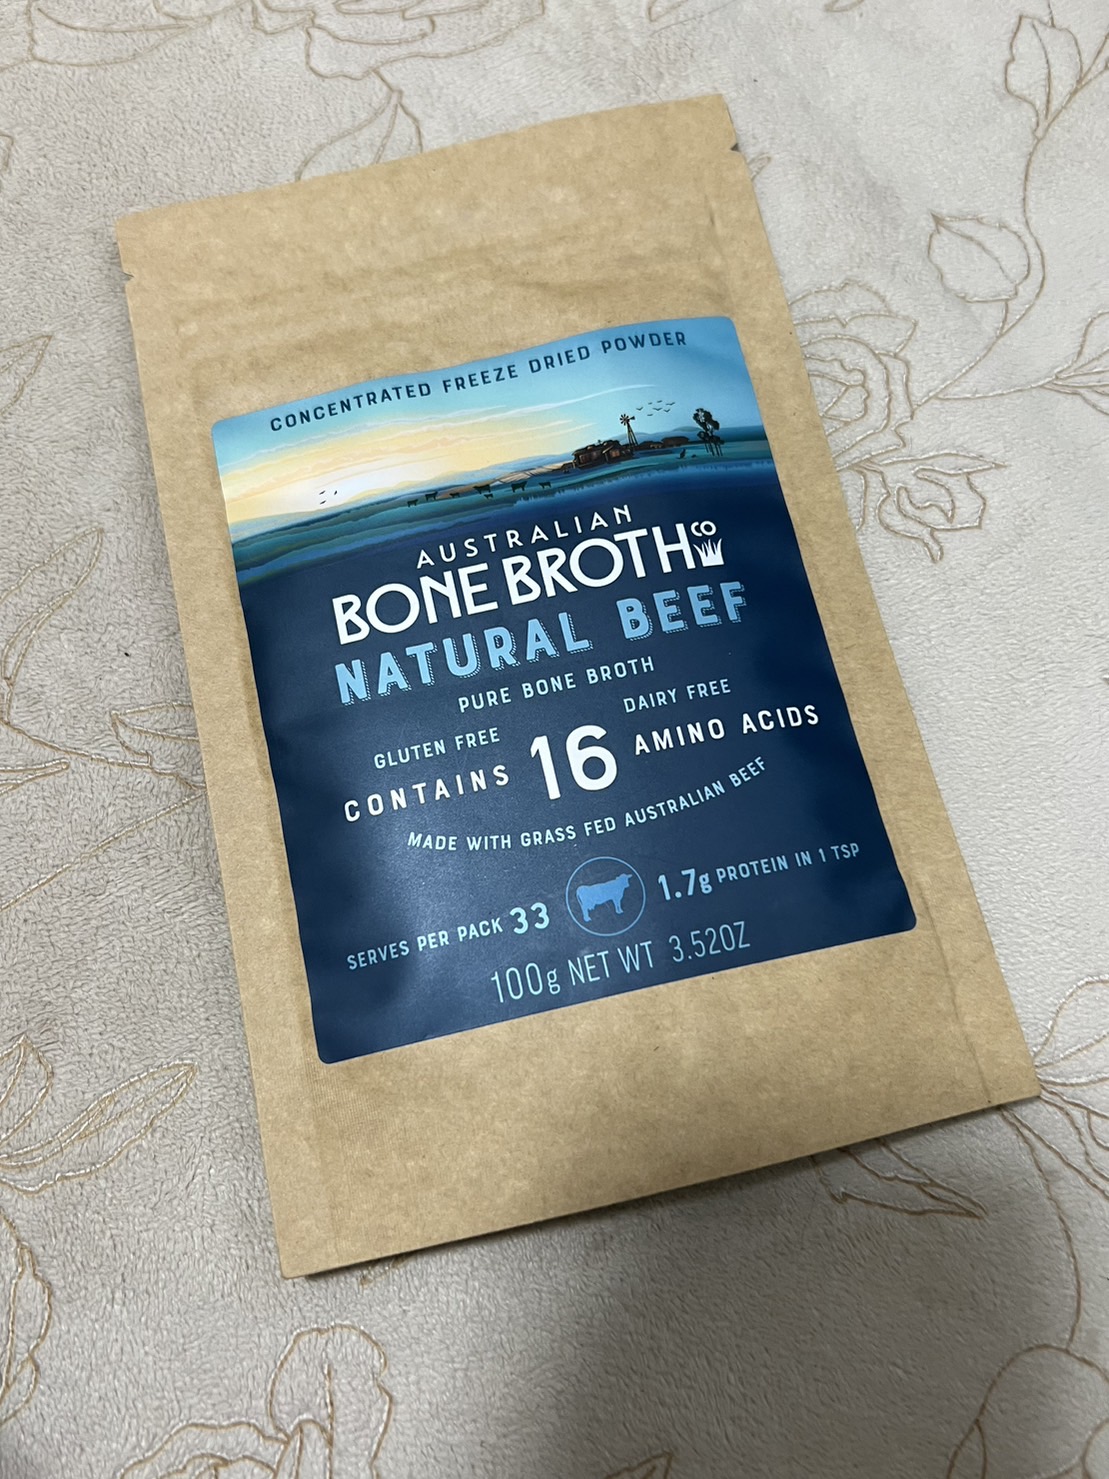 CONCENTRATED FREEZE DRIED POWDER
AUSTRALIAN
BONE BROTH CO
NATURAL BEEF
PURE BONE BROTH
GLUTEN FREE DAIRY FREE
CONTAINS 16 AMINO ACIDS
MADE WITH GRASS FED AUSTRALIAN BEEF
SERVES PER PACK 33 1.7g PROTEIN IN 1 TSP
100g NET WT 3.52OZ